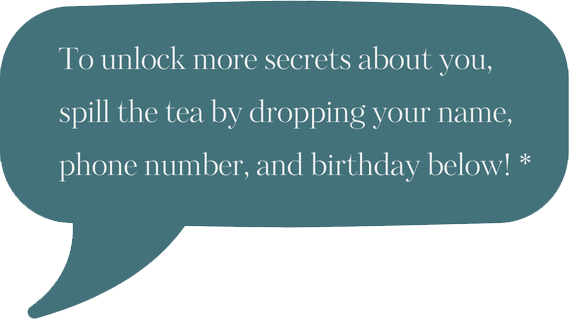 To unlock more secrets about you,
spill the tea by dropping your name,
phone number, and birthday below! *